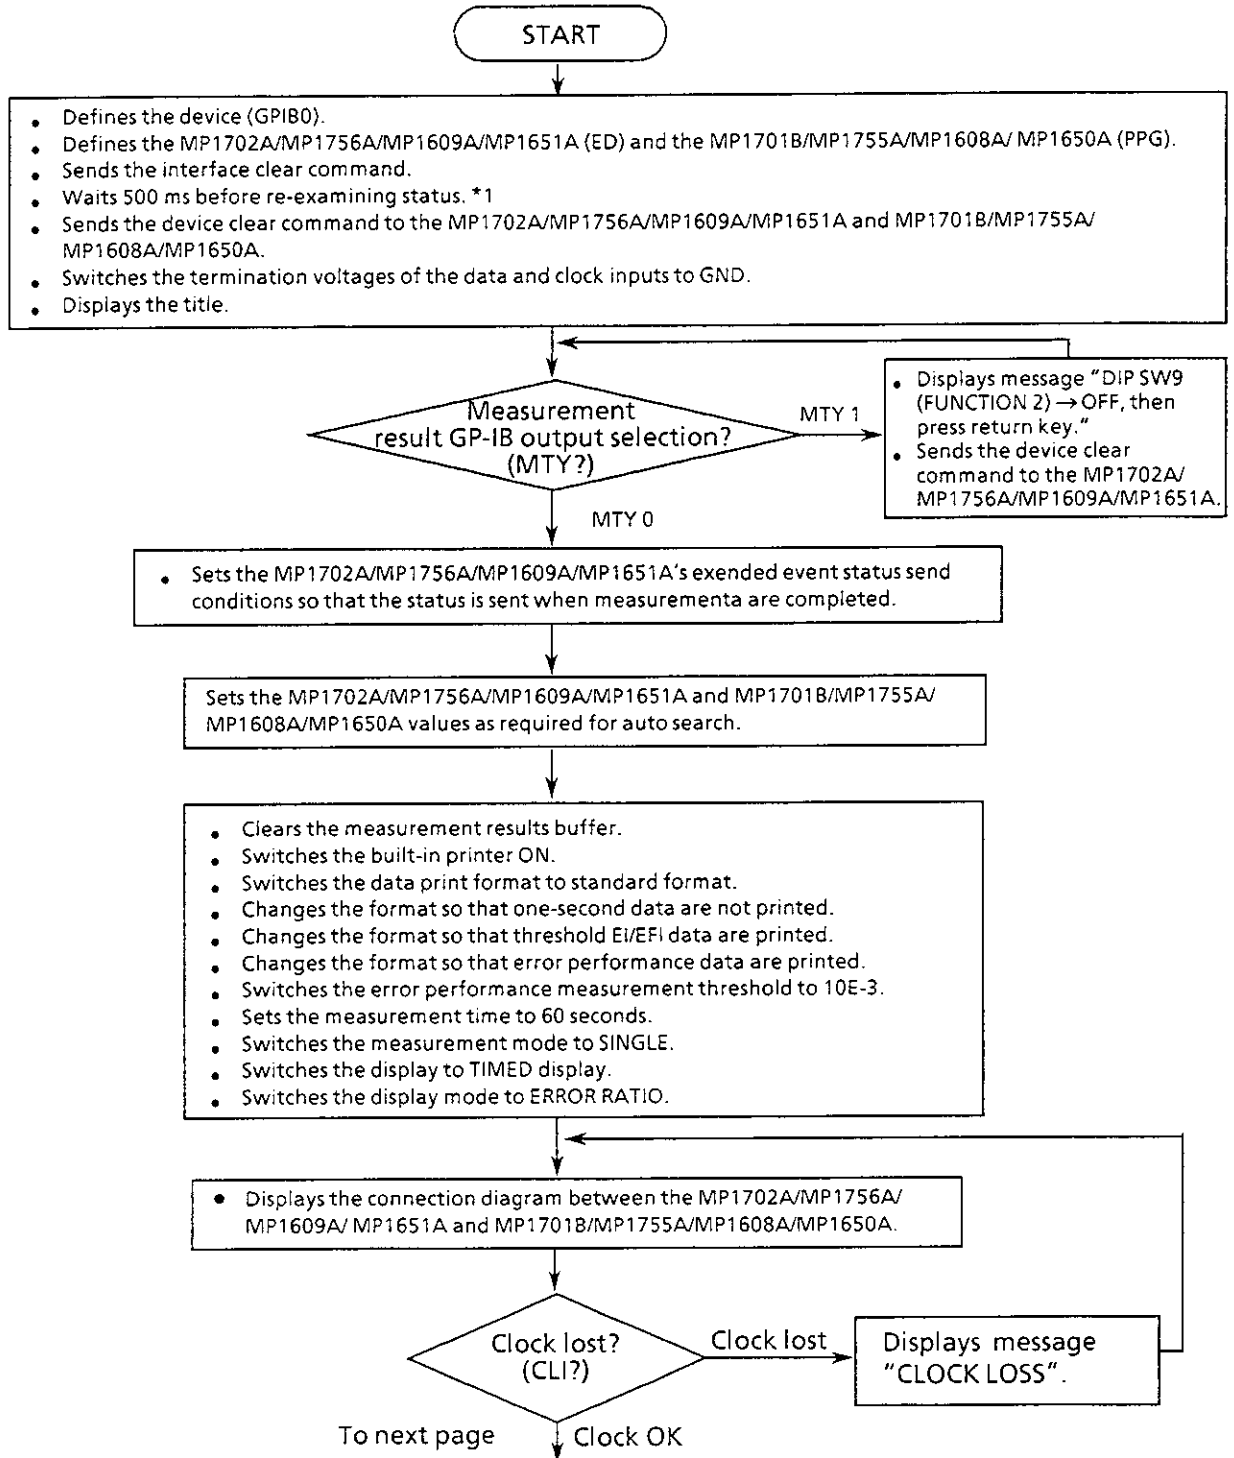 START
• Defines the device (GPIB0).
• Defines the MP1702A/MP1756A/MP1609A/MP1651A (ED) and the MP1701B/MP1755A/MP1608A/ MP1650A (PPG).
• Sends the interface clear command.
• Waits 500 ms before re-examining status. *1
• Sends the device clear command to the MP1702A/MP1756A/MP1609A/MP1651A and MP1701B/MP1755A/
MP1608A/MP1650A.
• Switches the termination voltages of the data and clock inputs to GND.
• Displays the title.
Measurement
result GP-IB output selection?
(MTY?)
MTY 1
• Displays message "DIP SW9
(FUNCTION 2) → OFF, then
press return key."
• Sends the device clear
command to the MP1702A/
MP1756A/MP1609A/MP1651A.
MTY 0
• Sets the MP1702A/MP1756A/MP1609A/MP1651A's exended event status send
conditions so that the status is sent when measurementa are completed.
Sets the MP1702A/MP1756A/MP1609A/MP1651A and MP1701B/MP1755A/
MP1608A/MP1650A values as required for auto search.
• Clears the measurement results buffer.
• Switches the built-in printer ON.
• Switches the data print format to standard format.
• Changes the format so that one-second data are not printed.
• Changes the format so that threshold EI/EFI data are printed.
• Changes the format so that error performance data are printed.
• Switches the error performance measurement threshold to 10E-3.
• Sets the measurement time to 60 seconds.
• Switches the measurement mode to SINGLE.
• Switches the display to TIMED display.
• Switches the display mode to ERROR RATIO.
• Displays the connection diagram between the MP1702A/MP1756A/
MP1609A/ MP1651A and MP1701B/MP1755A/MP1608A/MP1650A.
Clock lost?
(CLI?)
Clock lost
Displays message
"CLOCK LOSS".
To next page
Clock OK